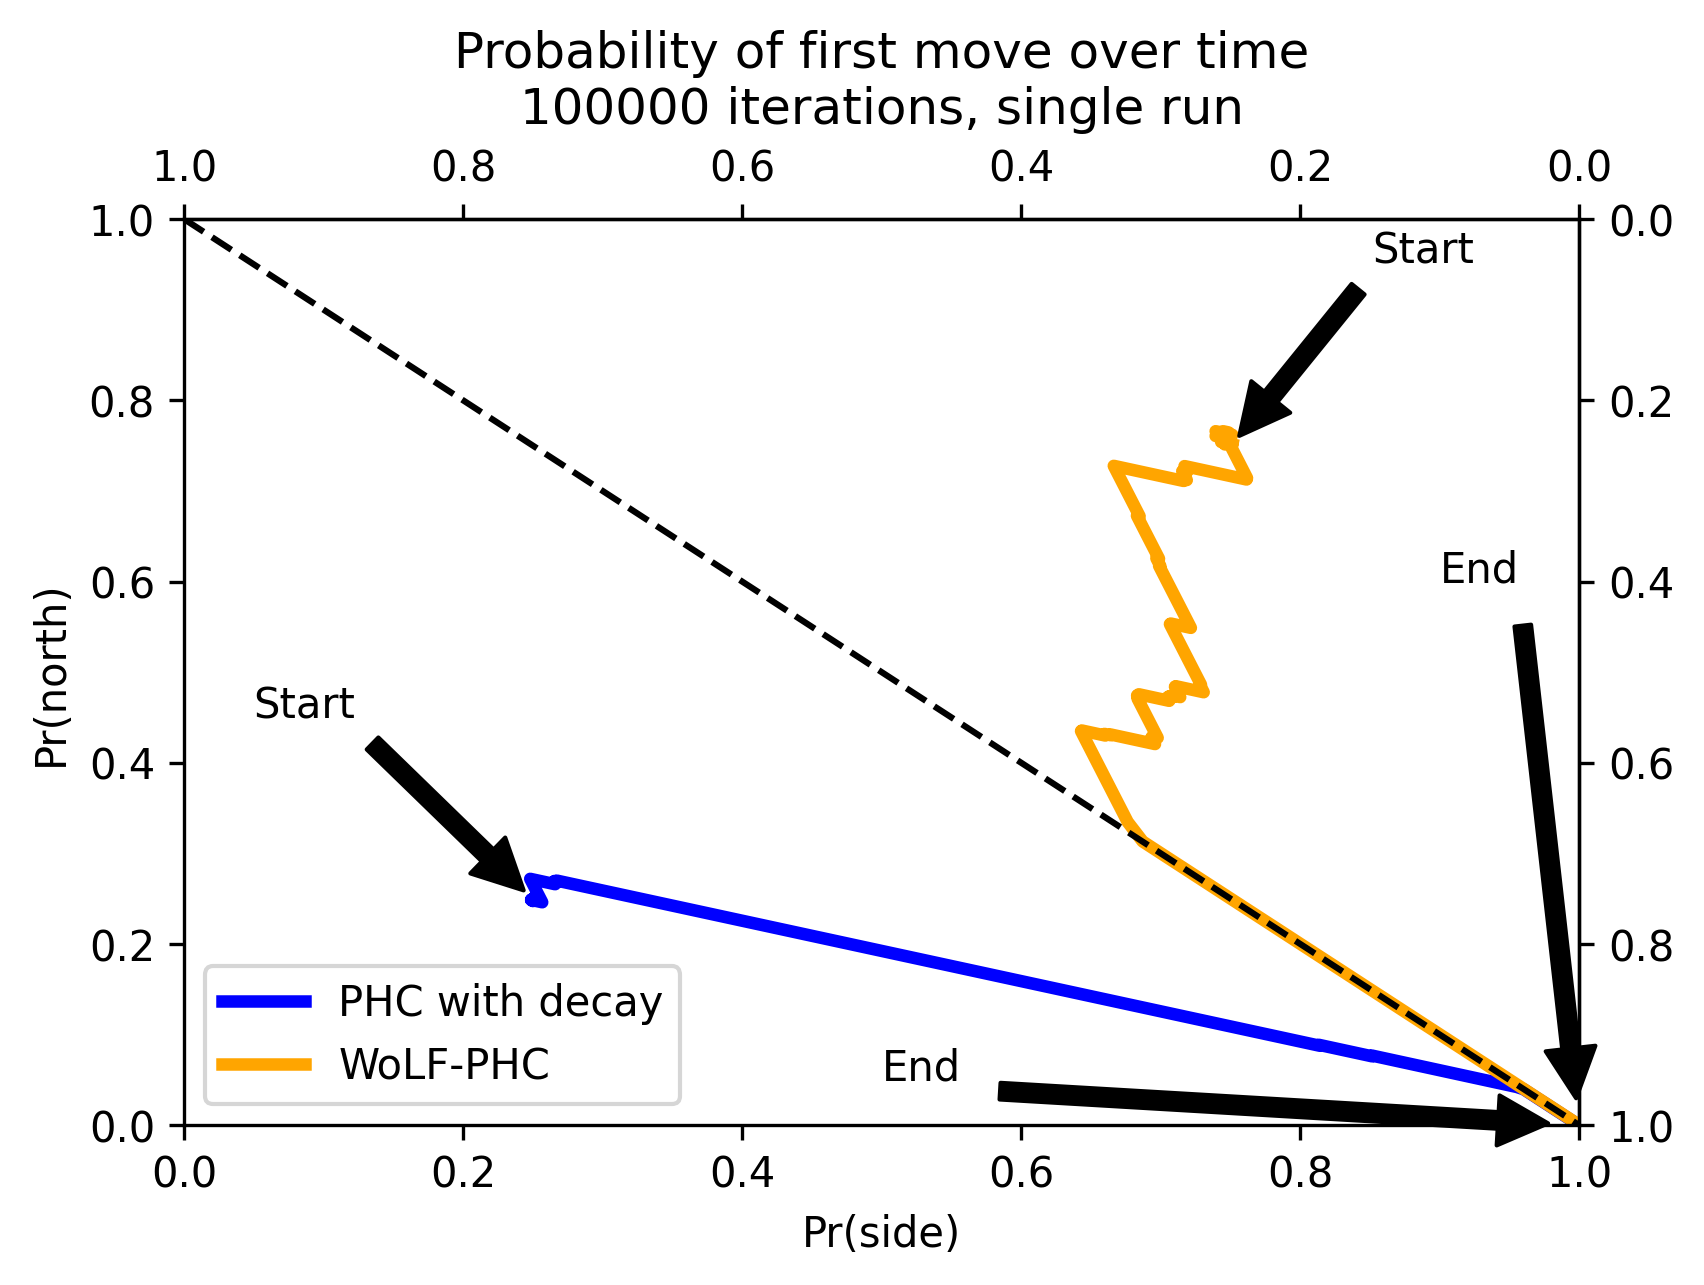 Probability of first move over time
100000 iterations, single run
1.0 0.8 0.6 0.4 0.2 0.0
1.0 0.0
Start
0.8 0.2
End
0.6 0.4
Pr(north)
Start
0.4 0.6
0.2 0.8
PHC with decay
End
WoLF-PHC
0.0 1.0
0.0 0.2 0.4 0.6 0.8 1.0
Pr(side)